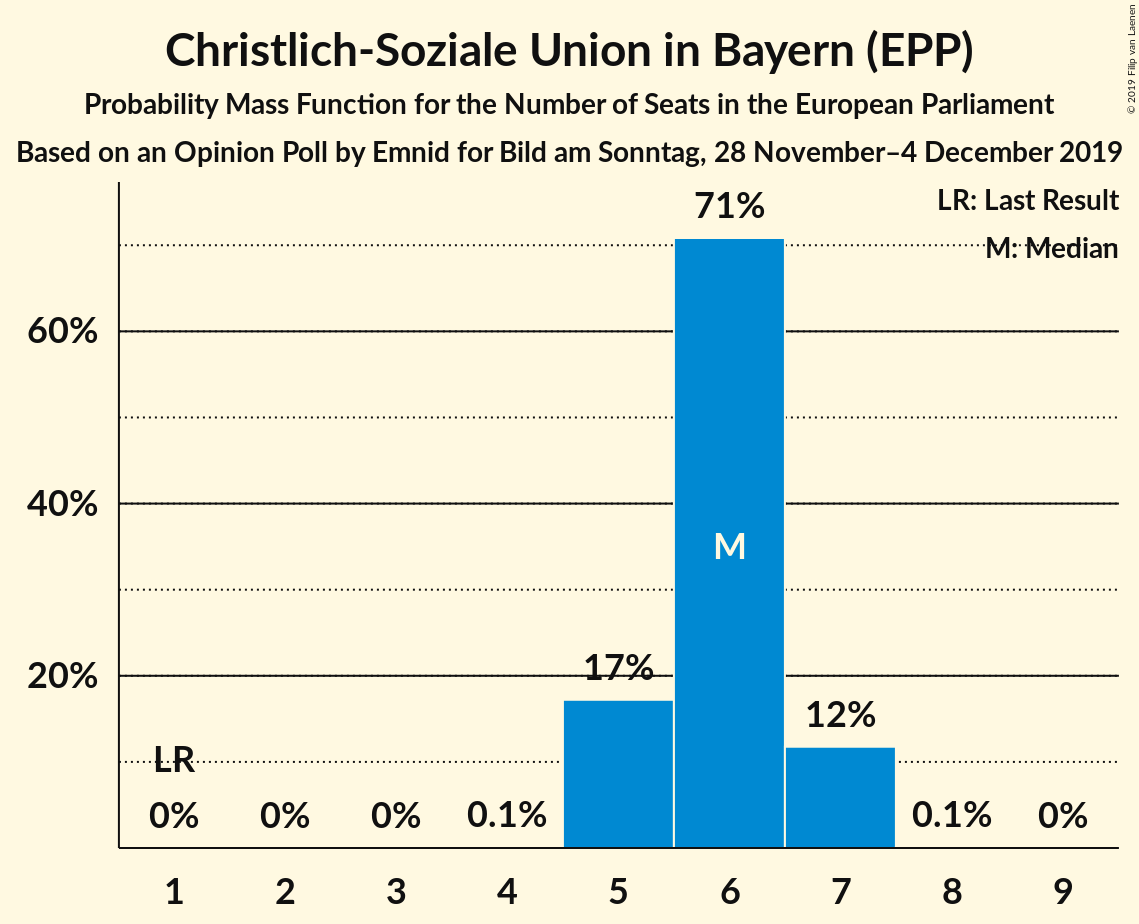 Christlich-Soziale Union in Bayern (EPP)
Probability Mass Function for the Number of Seats in the European Parliament
Based on an Opinion Poll by Emnid for Bild am Sonntag, 28 November–4 December 2019
© 2019 Filip van Laenen
LR: Last Result
M: Median
71%
60%
40%
M
20%
17%
12%
LR
0%
0%
0%
0.1%
0.1%
0%
1 2 3 4 5 6 7 8 9